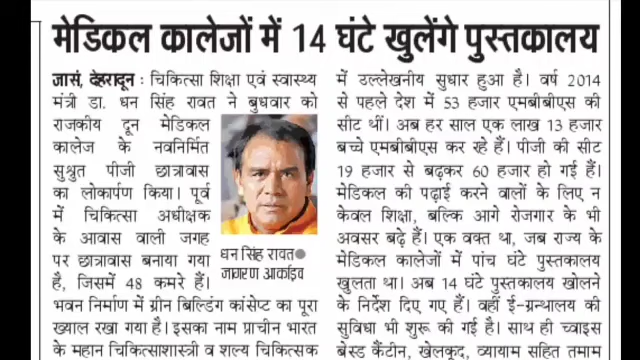 मेडिकल कालेजों में 14 घंटे खुलेंगे पुस्तकालय
जासं, देहरादून : चिकित्सा शिक्षा एवं स्वास्थ्य
मंत्री डा. धन सिंह रावत ने बुधवार को
राजकीय दून मेडिकल
कालेज के नवनिर्मित
सुश्रुत पीजी छात्रावास
का लोकार्पण किया। पूर्व
में चिकित्सा अधीक्षक
के आवास वाली जगह
पर छात्रावास बनाया गया
है, जिसमें 48 कमरे हैं।
धन सिंह रावत●
जागरण आर्काइव
भवन निर्माण में ग्रीन बिल्डिंग कांसेप्ट का पूरा
ख्याल रखा गया है। इसका नाम प्राचीन भारत
के महान चिकित्साशास्त्री व शल्य चिकित्सक
में उल्लेखनीय सुधार हुआ है। वर्ष 2014
से पहले देश में 53 हजार एमबीबीएस की
सीट थीं। अब हर साल एक लाख 13 हजार
बच्चे एमबीबीएस कर रहे हैं। पीजी की सीट
19 हजार से बढ़कर 60 हजार हो गई हैं।
मेडिकल की पढ़ाई करने वालों के लिए न
केवल शिक्षा, बल्कि आगे रोजगार के भी
अवसर बढ़े हैं। एक वक्त था, जब राज्य के
मेडिकल कालेजों में पांच घंटे पुस्तकालय
खुलता था। अब 14 घंटे पुस्तकालय खोलने
के निर्देश दिए गए हैं। वहीं ई-ग्रन्थालय की
सुविधा भी शुरू की गई है। साथ ही च्वाइस
बेस्ड कैंटीन, खेलकूद, व्यायाम सहित तमाम